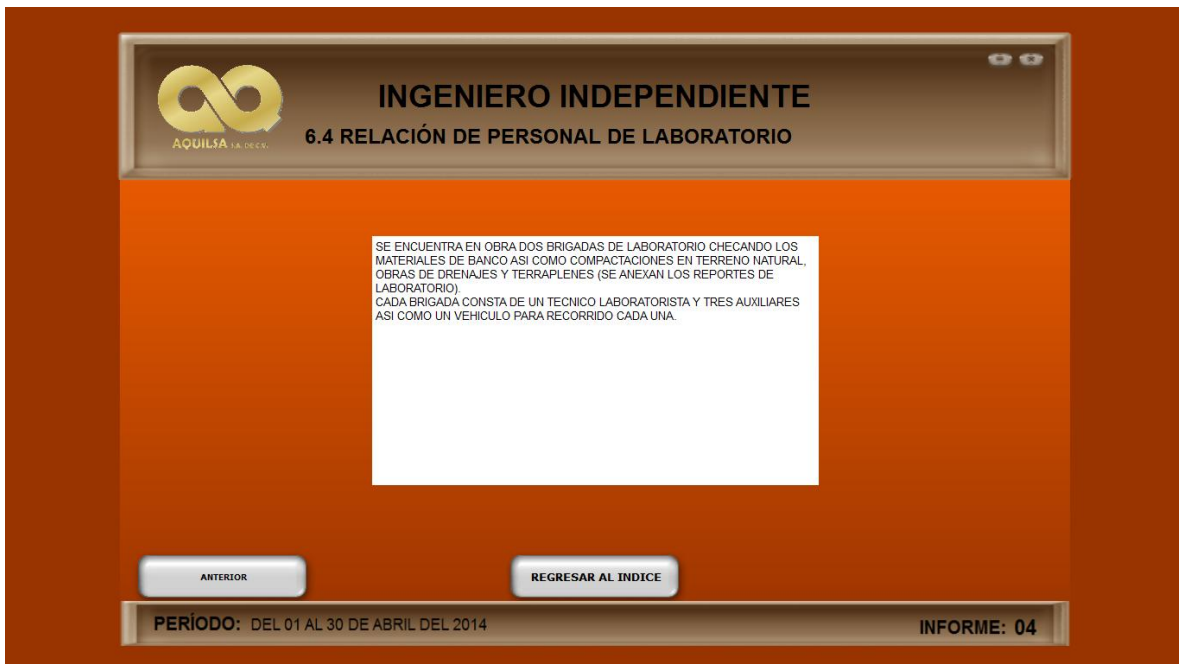 INGENIERO INDEPENDIENTE
6.4 RELACIÓN DE PERSONAL DE LABORATORIO
AQUILSA S.A. DE C.V.
SE ENCUENTRA EN OBRA DOS BRIGADAS DE LABORATORIO CHECANDO LOS
MATERIALES DE BANCO ASI COMO COMPACTACIONES EN TERRENO NATURAL,
OBRAS DE DRENAJES Y TERRAPLENES (SE ANEXAN LOS REPORTES DE
LABORATORIO).
CADA BRIGADA CONSTA DE UN TECNICO LABORATORISTA Y TRES AUXILIARES
ASI COMO UN VEHICULO PARA RECORRIDO CADA UNA.
ANTERIOR
REGRESAR AL INDICE
PERÍODO: DEL 01 AL 30 DE ABRIL DEL 2014
INFORME: 04